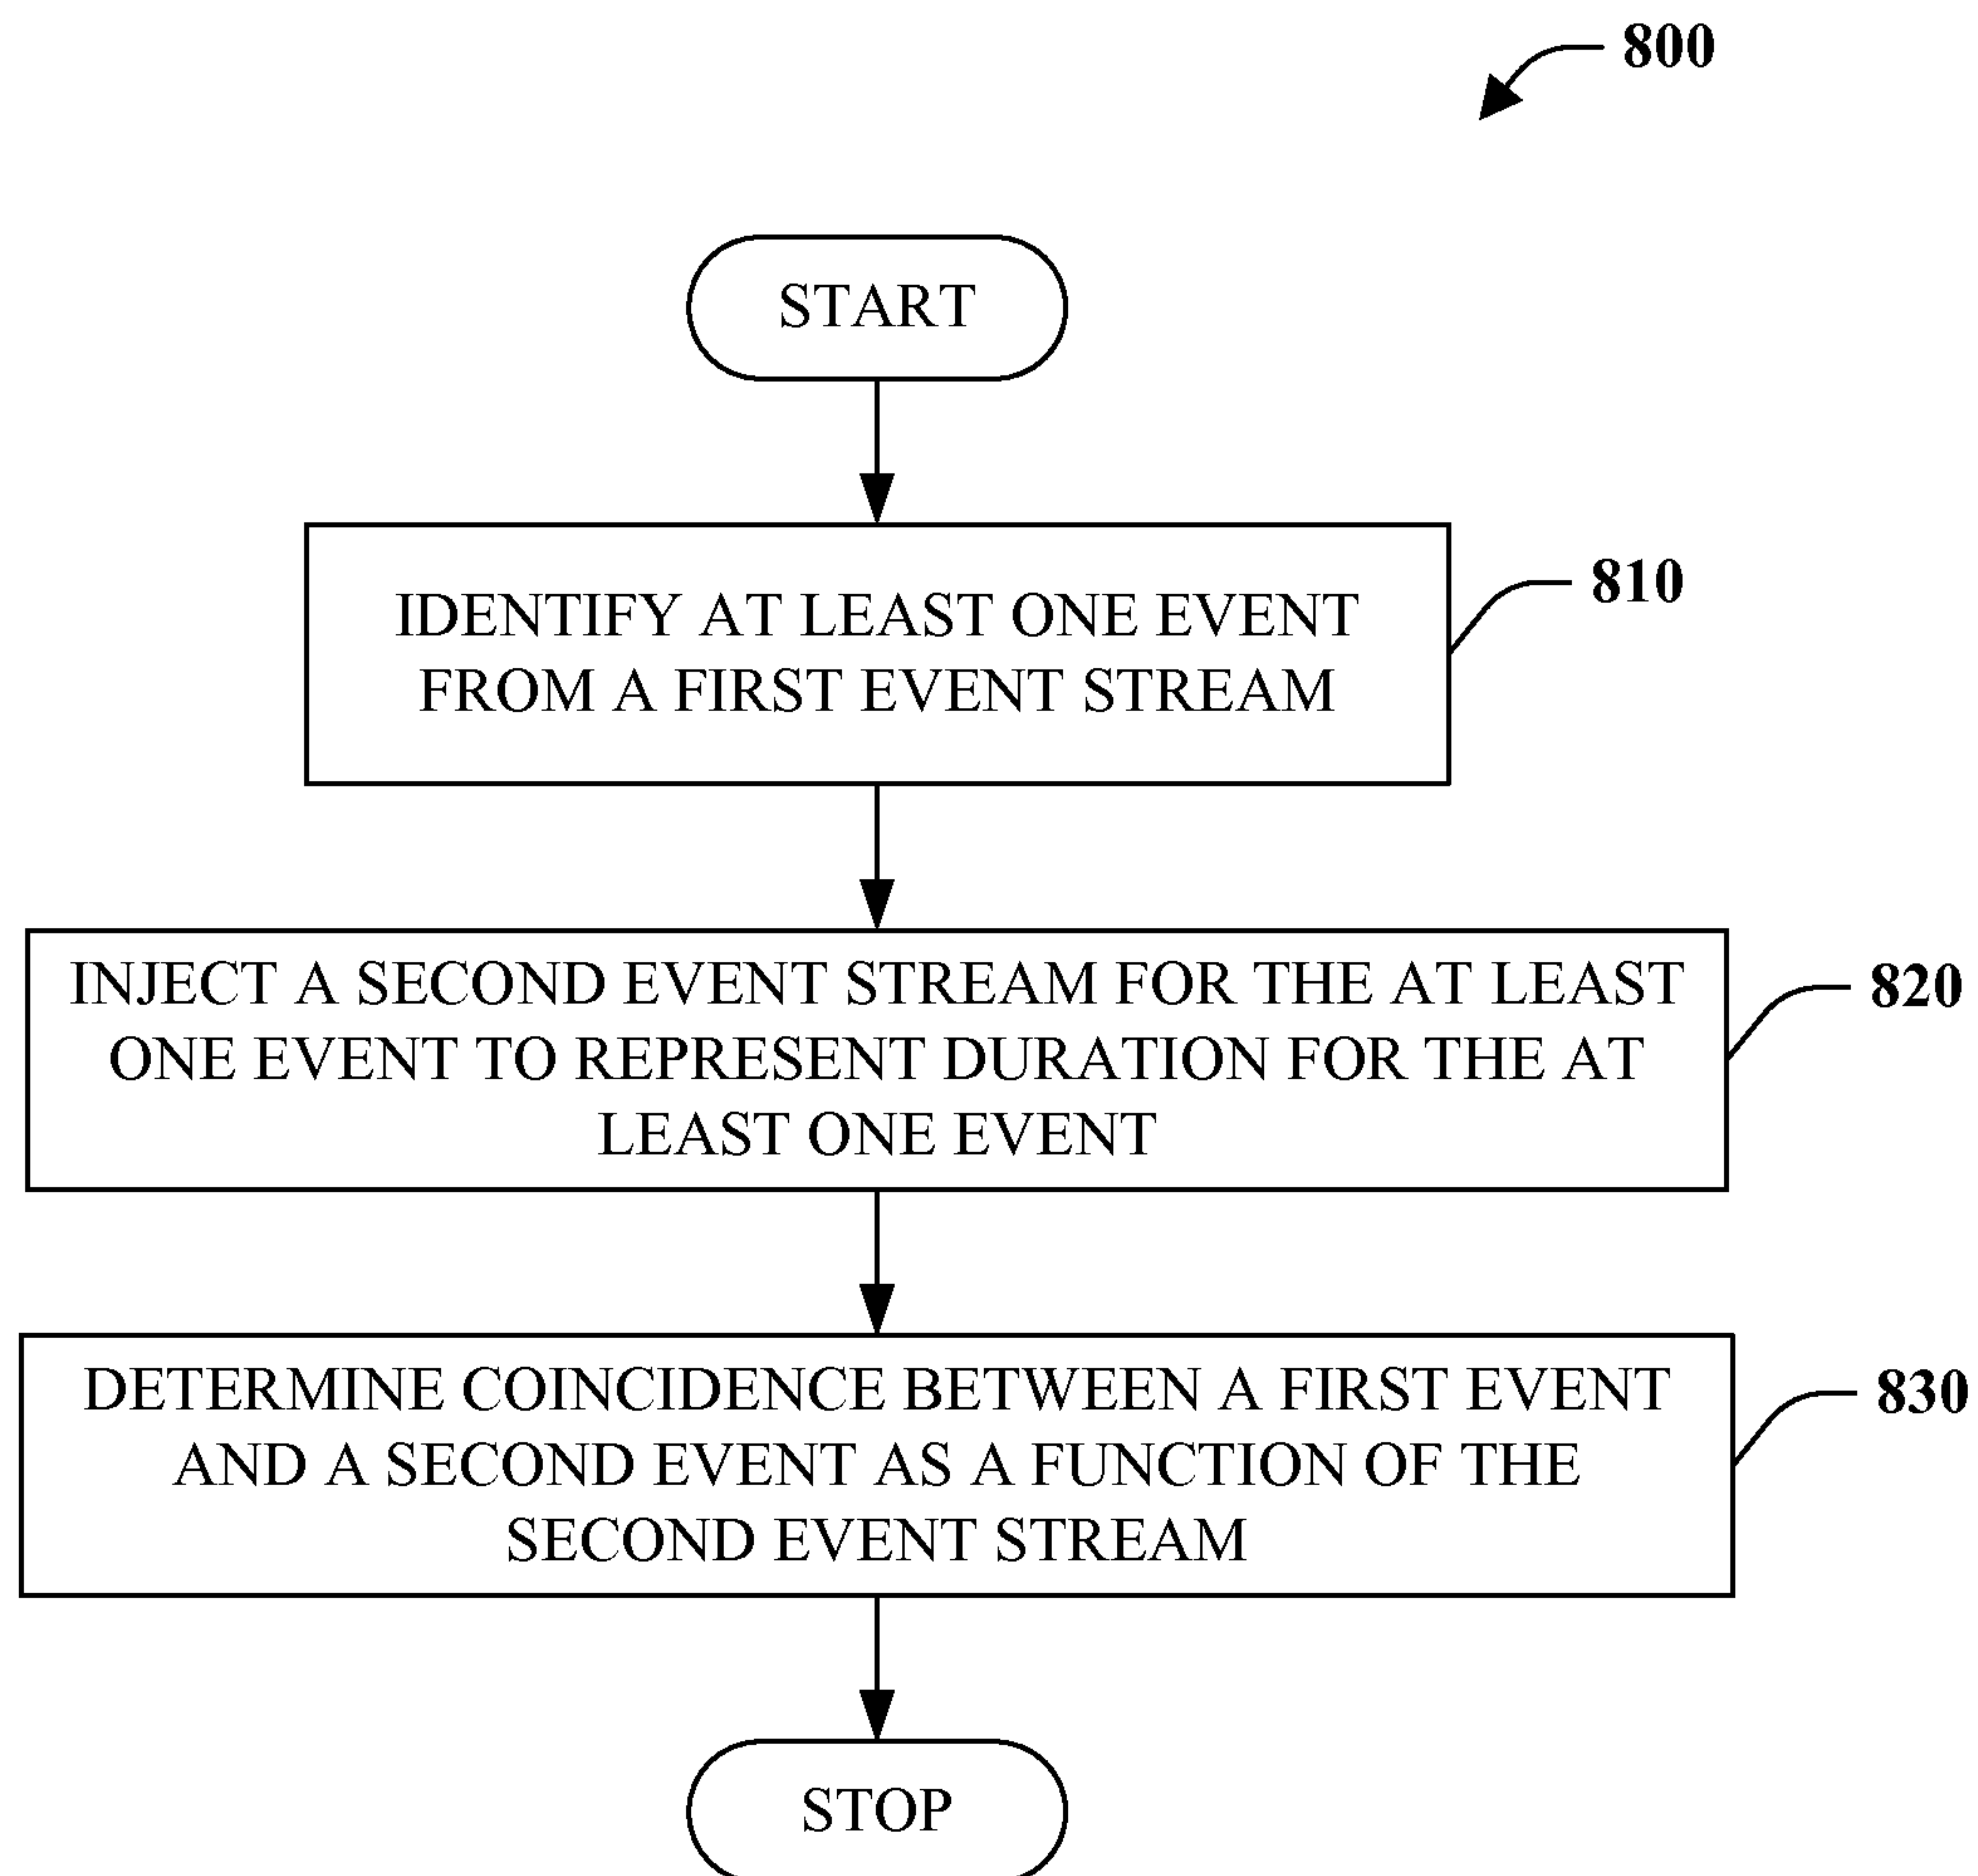 800
START
IDENTIFY AT LEAST ONE EVENT
FROM A FIRST EVENT STREAM
810
INJECT A SECOND EVENT STREAM FOR THE AT LEAST
ONE EVENT TO REPRESENT DURATION FOR THE AT
LEAST ONE EVENT
820
DETERMINE COINCIDENCE BETWEEN A FIRST EVENT
AND A SECOND EVENT AS A FUNCTION OF THE
SECOND EVENT STREAM
830
STOP